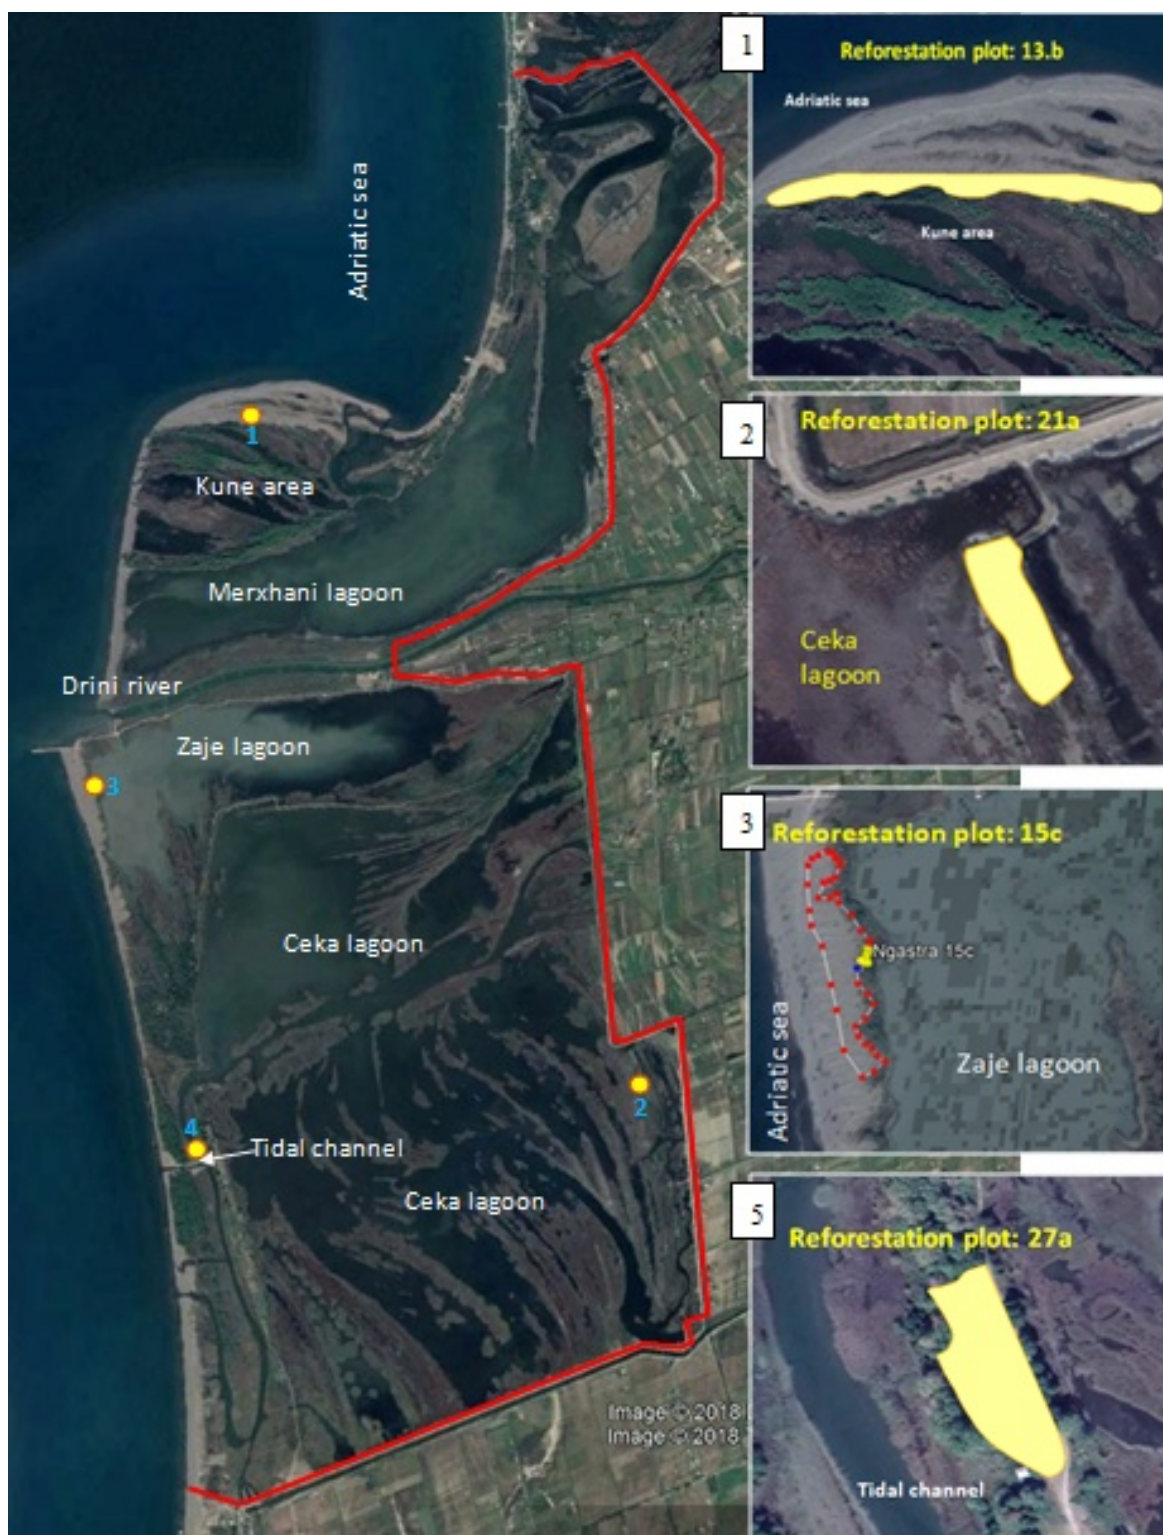 Adriatic sea
1
Kune area
Merxhani lagoon
Drini river
Zaje lagoon
3
Ceka lagoon
2
4
Tidal channel
Ceka lagoon
Image © 2018
Image © 2018
1
Reforestation plot: 13.b
Adriatic sea
Kune area
2
Reforestation plot: 21a
Ceka
lagoon
3
Reforestation plot: 15c
Ngastra 15c
Adriatic sea
Zaje lagoon
5
Reforestation plot: 27a
Tidal channel